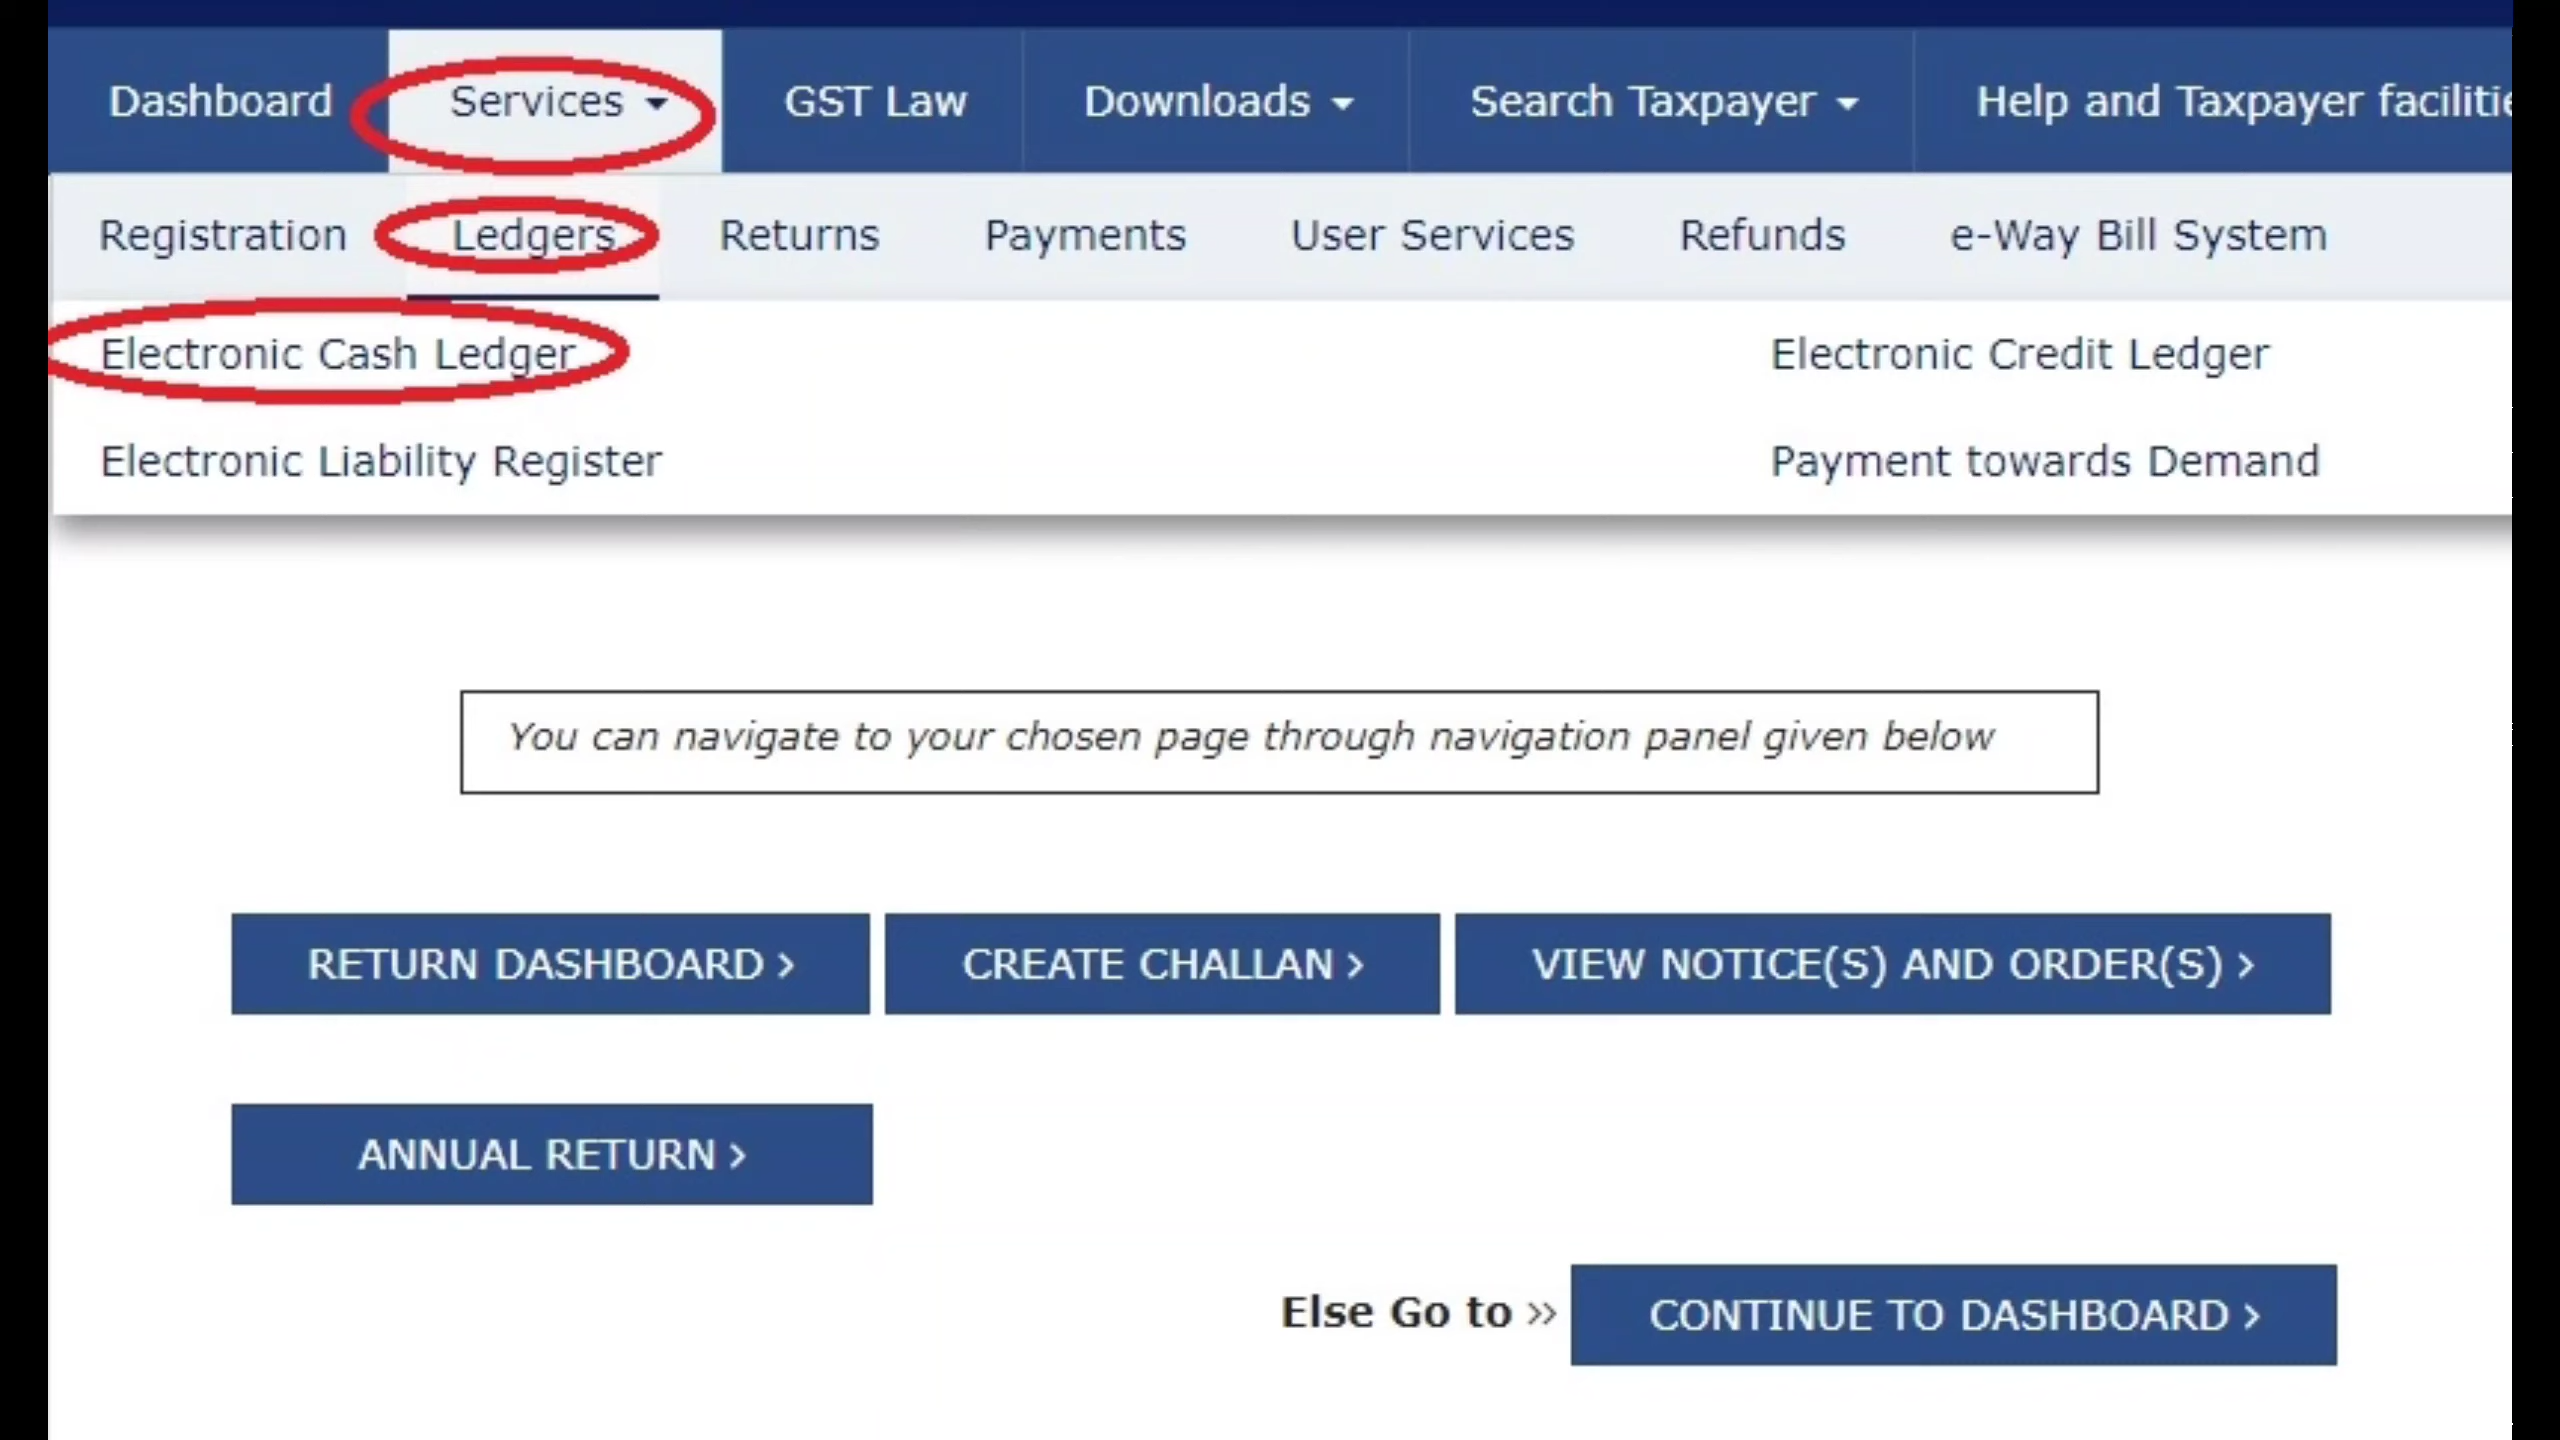 Dashboard Services GST Law Downloads Search Taxpayer Help and Taxpayer
Registration Ledgers Returns Payments User Services Refunds e-Way Bill System
Electronic Cash Ledger Electronic Credit Ledger
Electronic Liability Register Payment towards Demand
You can navigate to your chosen page through navigation panel given below
RETURN DASHBOARD › CREATE CHALLAN › VIEW NOTICE(S) AND ORDER(S) ›
ANNUAL RETURN ›
Else Go to » CONTINUE TO DASHBOARD ›